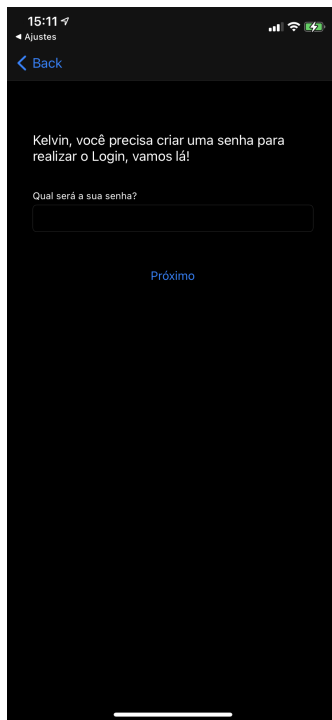 15:11
Ajustes
Back
Kelvin, você precisa criar uma senha para
realizar o Login, vamos lá!
Qual será a sua senha?
Próximo